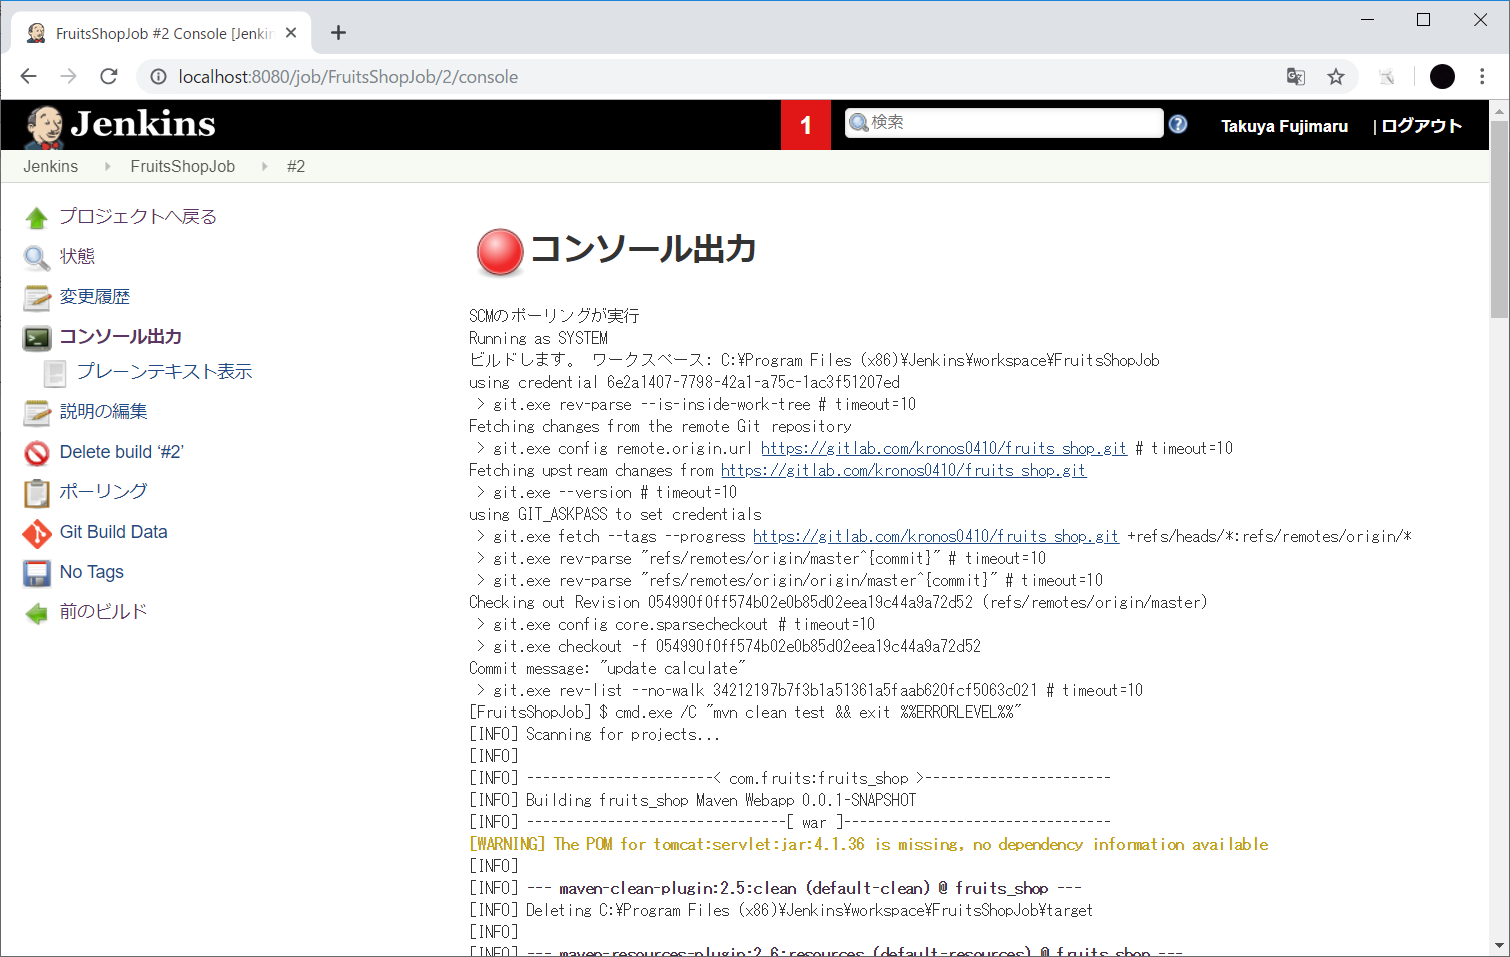 FruitsShopJob #2 Console [Jenkin
localhost:8080/job/FruitsShopJob/2/console
Jenkins
1
検索
Takuya Fujimaru
| ログアウト
Jenkins
FruitsShopJob
#2
プロジェクトへ戻る
状態
変更履歴
コンソール出力
プレーンテキスト表示
説明の編集
Delete build ‘#2’
ポーリング
Git Build Data
No Tags
前のビルド
コンソール出力
SCMのポーリングが実行
Running as SYSTEM
ビルドします。 ワークスペース: C:¥Program Files (x86)¥Jenkins¥workspace¥FruitsShopJob
using credential 6e2a1407-7798-42a1-a75c-1ac3f51207ed
> git.exe rev-parse --is-inside-work-tree # timeout=10
Fetching changes from the remote Git repository
> git.exe config remote.origin.url https://gitlab.com/kronos0410/fruits_shop.git # timeout=10
Fetching upstream changes from https://gitlab.com/kronos0410/fruits_shop.git
> git.exe --version # timeout=10
using GIT_ASKPASS to set credentials
> git.exe fetch --tags --progress https://gitlab.com/kronos0410/fruits_shop.git +refs/heads/*:refs/remotes/origin/*
> git.exe rev-parse "refs/remotes/origin/master^{commit}" # timeout=10
> git.exe rev-parse "refs/remotes/origin/origin/master^{commit}" # timeout=10
Checking out Revision 054990f0ff574b02e0b85d02eea19c44a9a72d52 (refs/remotes/origin/master)
> git.exe config core.sparsecheckout # timeout=10
> git.exe checkout -f 054990f0ff574b02e0b85d02eea19c44a9a72d52
Commit message: "update calculate"
> git.exe rev-list --no-walk 34212197b7f3b1a51361a5faab620fcf5063c021 # timeout=10
[FruitsShopJob] $ cmd.exe /C "mvn clean test && exit %%ERRORLEVEL%%"
[INFO] Scanning for projects...
[INFO]
[INFO] -----------------------< com.fruits:fruits_shop >-----------------------
[INFO] Building fruits_shop Maven Webapp 0.0.1-SNAPSHOT
[INFO] --------------------------------[ war ]---------------------------------
[WARNING] The POM for tomcat:servlet:jar:4.1.36 is missing, no dependency information available
[INFO]
[INFO] --- maven-clean-plugin:2.5:clean (default-clean) @ fruits_shop ---
[INFO] Deleting C:¥Program Files (x86)¥Jenkins¥workspace¥FruitsShopJob¥target
[INFO]
[INFO] --- maven-resources-plugin:2.6:resources (default-resources) @ fruits_shop ---